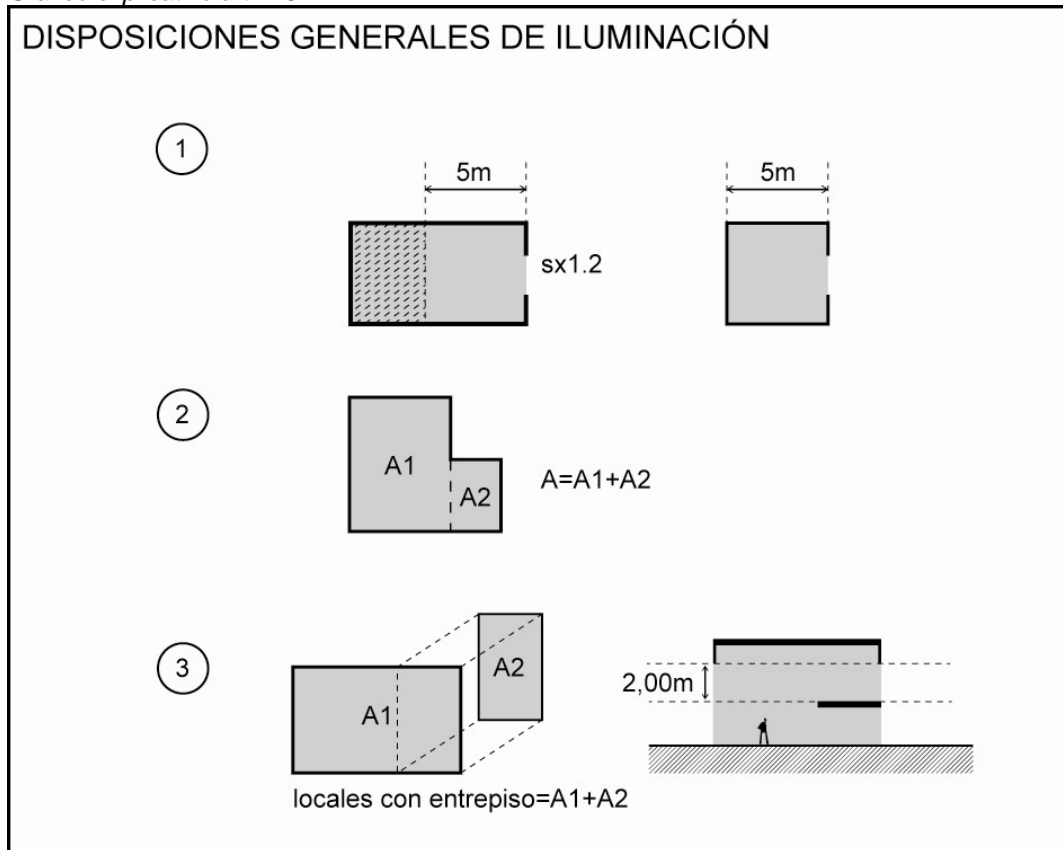 DISPOSICIONES GENERALES DE ILUMINACIÓN
1
5m
5m
sx1.2
2
A1
A2
A=A1+A2
3
A2
A1
2,00m
locales con entrepiso=A1+A2